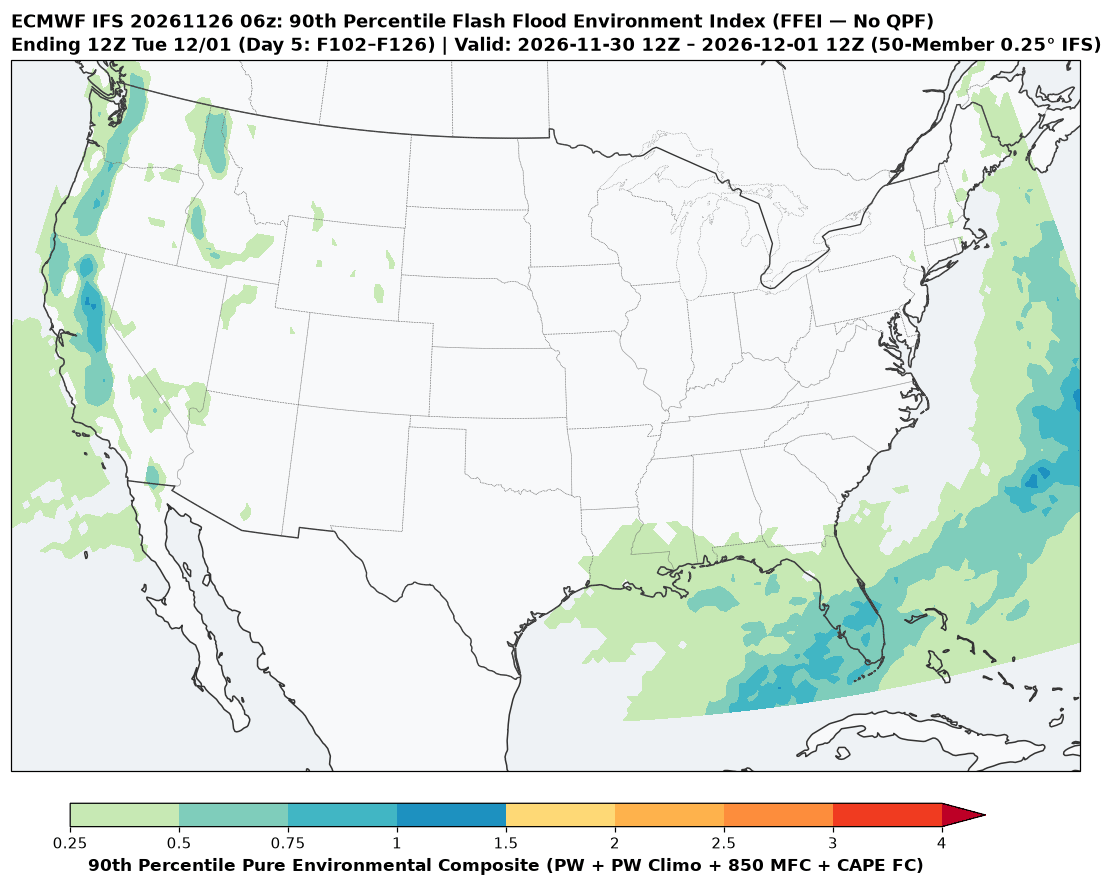 ECMWF IFS 20261126 06z: 90th Percentile Flash Flood Environment Index (FFEI — No QPF)
Ending 12Z Tue 12/01 (Day 5: F102–F126) | Valid: 2026-11-30 12Z – 2026-12-01 12Z (50-Member 0.25° IFS)
0.25 0.5 0.75 1 1.5 2 2.5 3 4
90th Percentile Pure Environmental Composite (PW + PW Climo + 850 MFC + CAPE FC)